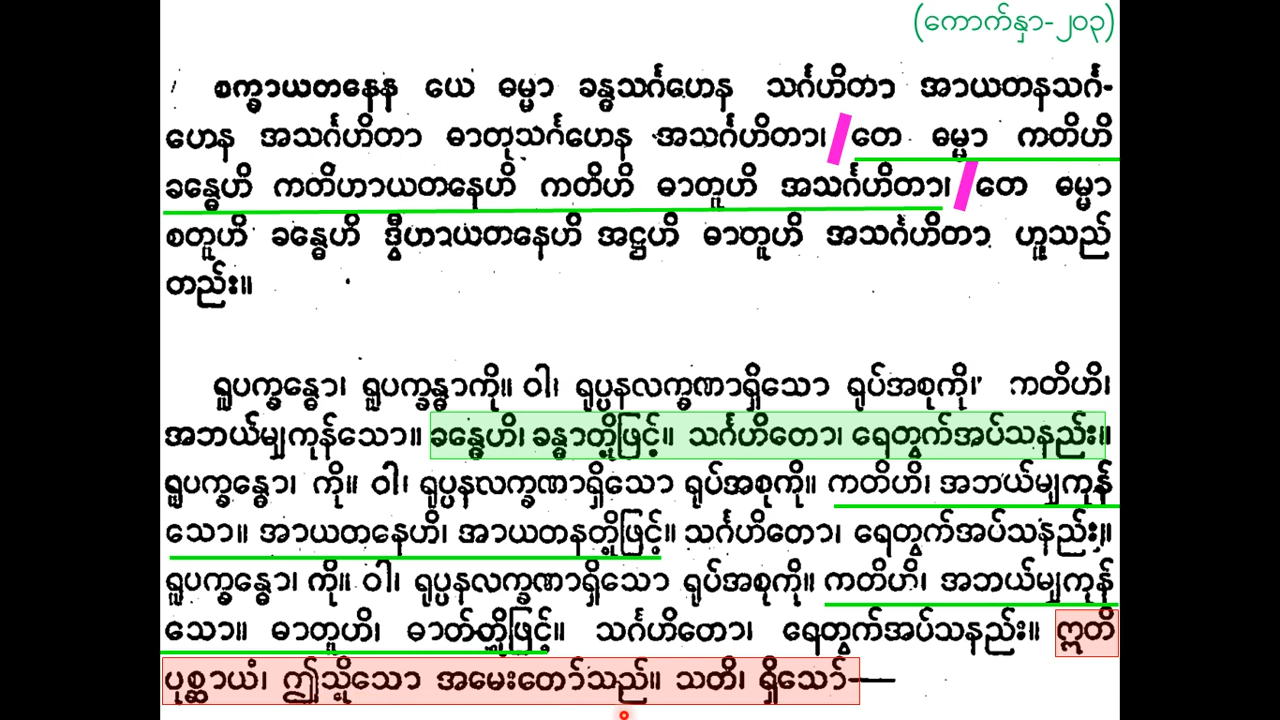 (ကောက်နှာ-၂၀၃)
စက္ခာယတနေန ယေ ဓမ္မာ ခန္ဓသင်္ဂဟေန သင်္ဂဟိတာ အာယတနသင်္ဂ-
ဟေန အသင်္ဂဟိတာ ဓာတုသင်္ဂဟေန အသင်္ဂဟိတာ၊ တေ ဓမ္မာ ကတိဟိ
ခန္ဓေဟိ ကတိဟာယတနေဟိ ကတိဟိ ဓာတူဟိ အသင်္ဂဟိတာ၊ တေ ဓမ္မာ
စတူဟိ ခန္ဓေဟိ ဒွီဟာယတနေဟိ အဋ္ဌဟိ ဓာတူဟိ အသင်္ဂဟိတာ ဟူသည်
တည်း။
ရူပက္ခန္ဓော၊ ရူပက္ခန္ဓာကို။ ဝါ၊ ရုပ္ပနလက္ခဏာရှိသော ရုပ်အစုကို၊ ကတိဟိ၊
အဘယ်မျှကုန်သော။ ခန္ဓေဟိ၊ ခန္ဓာတို့ဖြင့်။ သင်္ဂဟိတော၊ ရေတွက်အပ်သနည်း။
ရူပက္ခန္ဓော၊ ကို။ ဝါ၊ ရုပ္ပနလက္ခဏာရှိသော ရုပ်အစုကို။ ကတိဟိ၊ အဘယ်မျှကုန်
သော။ အာယတနေဟိ၊ အာယတနတို့ဖြင့်။ သင်္ဂဟိတော၊ ရေတွက်အပ်သနည်း။
ရူပက္ခန္ဓော၊ ကို။ ဝါ၊ ရုပ္ပနလက္ခဏာရှိသော ရုပ်အစုကို။ ကတိဟိ၊ အဘယ်မျှကုန်
သော။ ဓာတူဟိ၊ ဓာတ်တို့ဖြင့်။ သင်္ဂဟိတော၊ ရေတွက်အပ်သနည်း။ ဣတိ
ပုစ္ဆာယံ၊ ဤသို့သော အမေးတော်သည်။ သတိ၊ ရှိသော်—